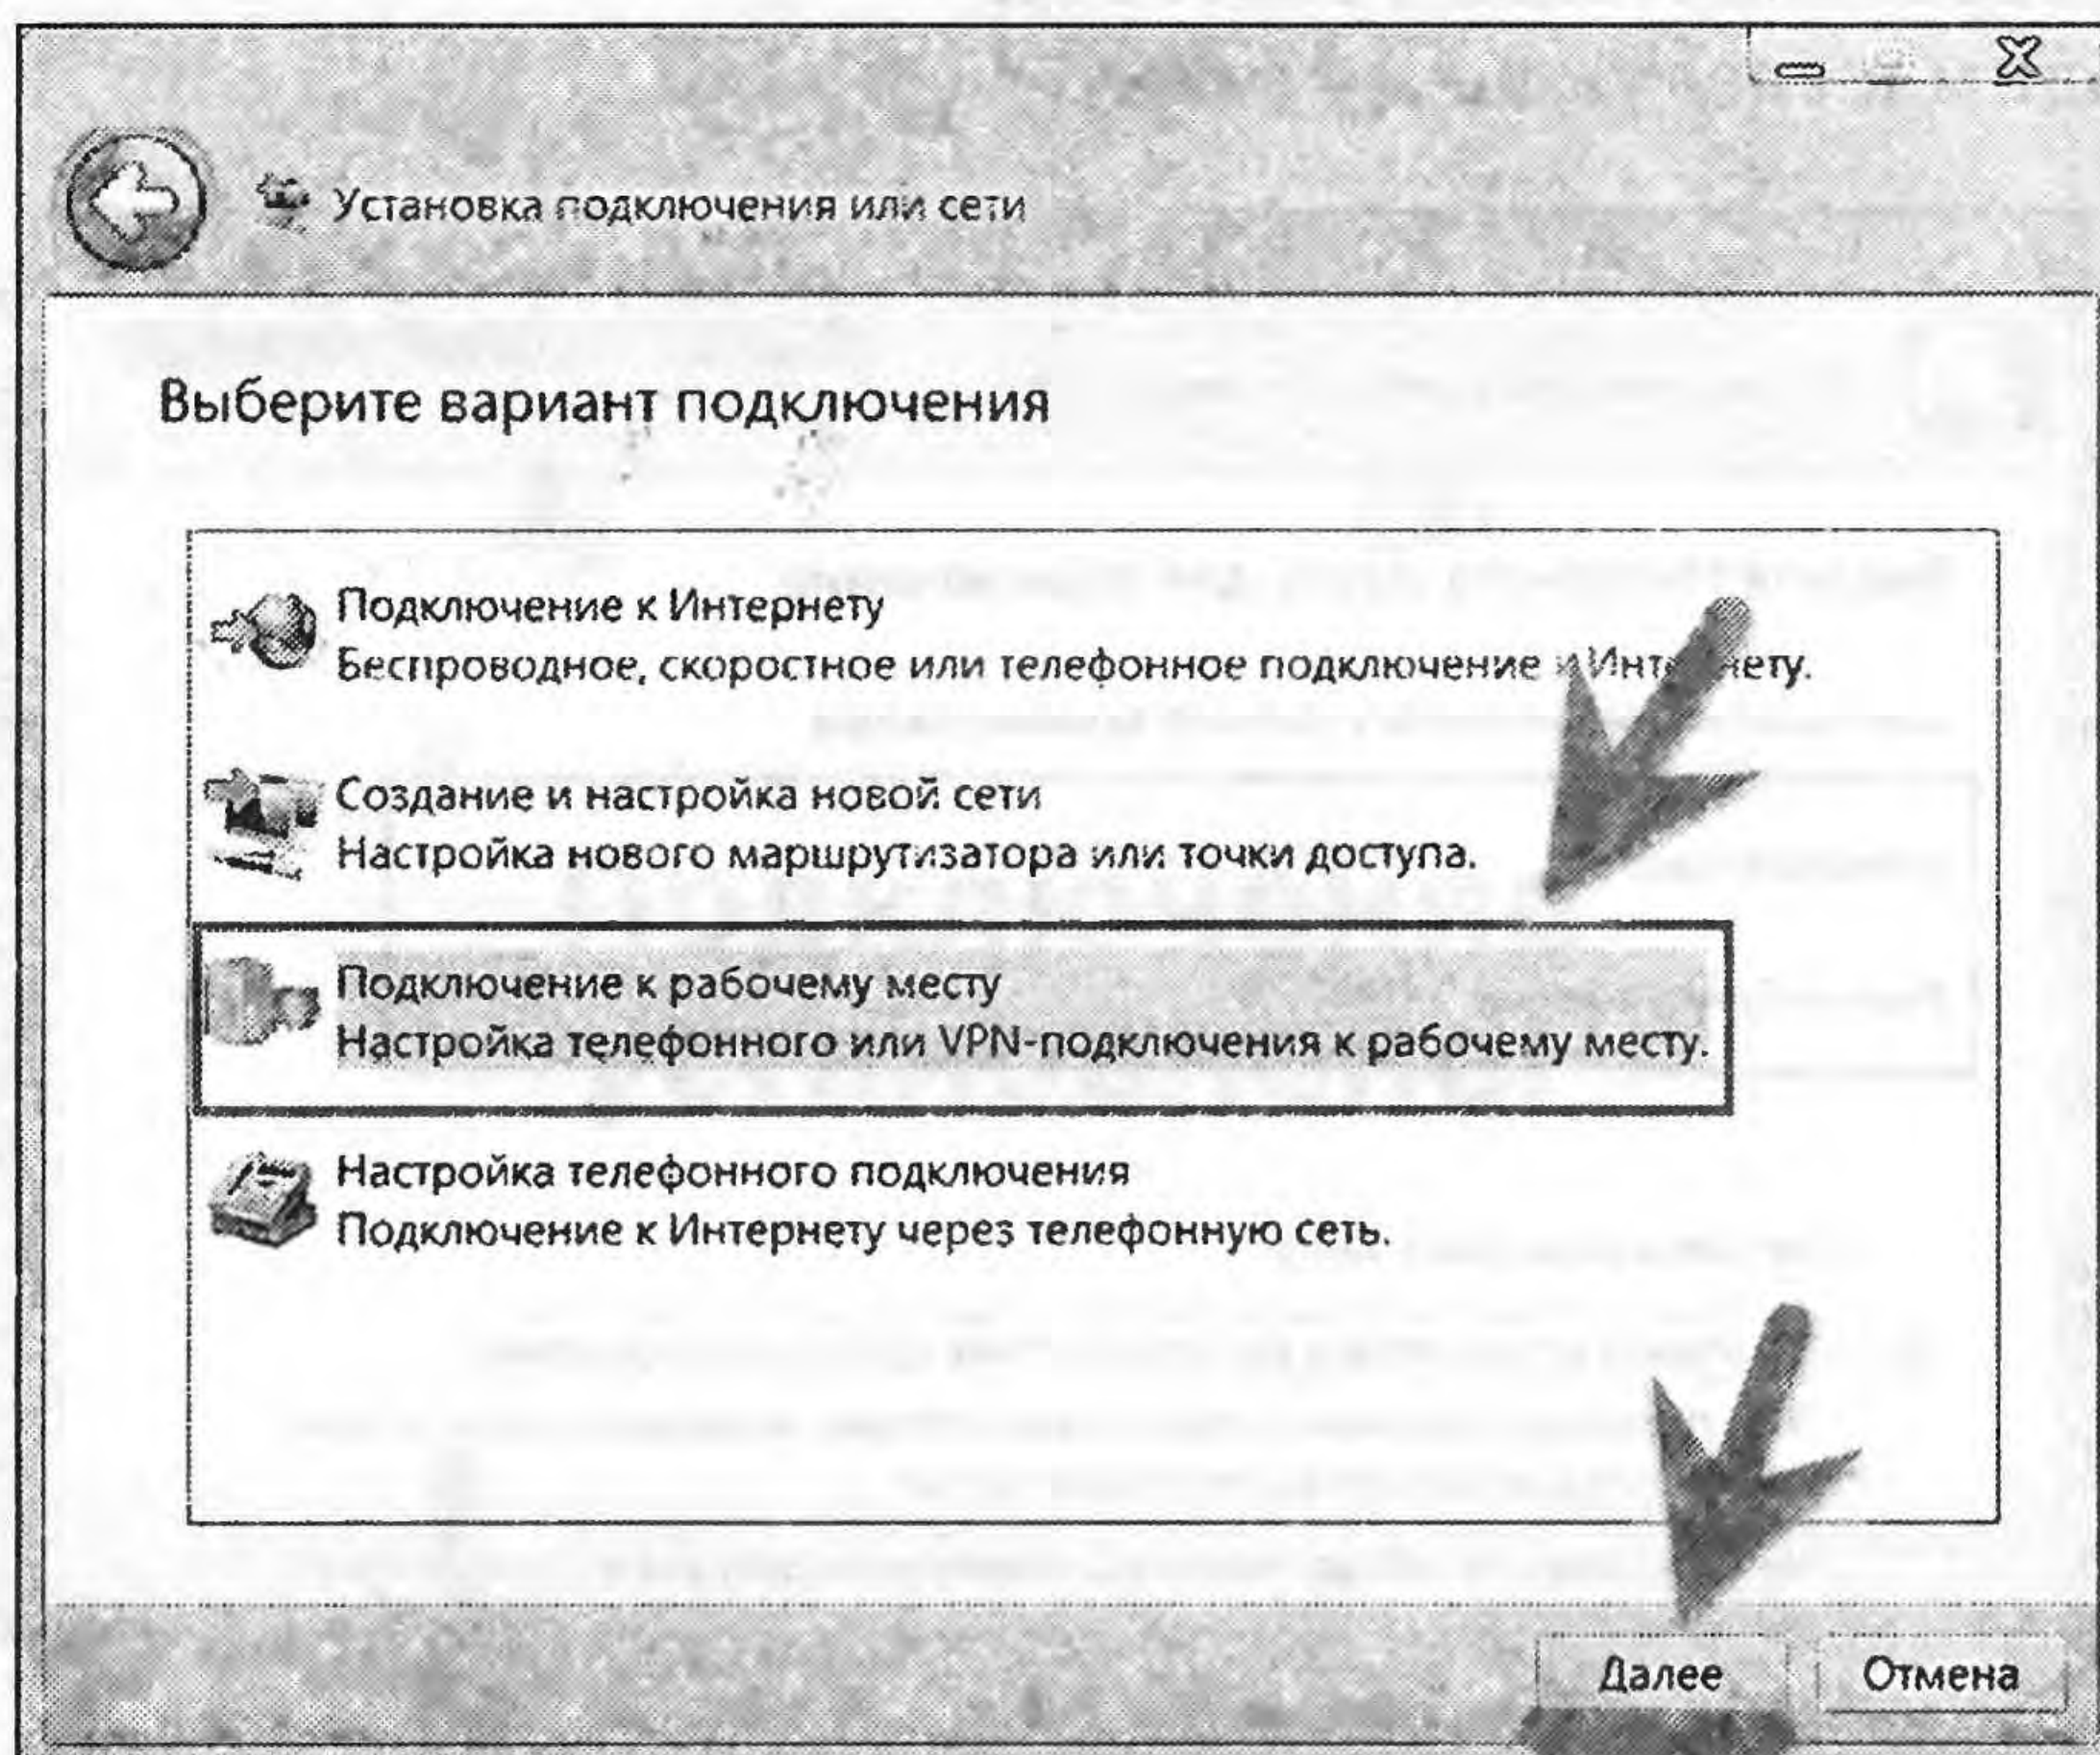 Установка подключения или сети
Выберите вариант подключения
Подключение к Интернету
Беспроводное, скоростное или телефонное подключение к Интернету.
Создание и настройка новой сети
Настройка нового маршрутизатора или точки доступа.
Подключение к рабочему месту
Настройка телефонного или VPN-подключения к рабочему месту.
Настройка телефонного подключения
Подключение к Интернету через телефонную сеть.
Далее
Отмена